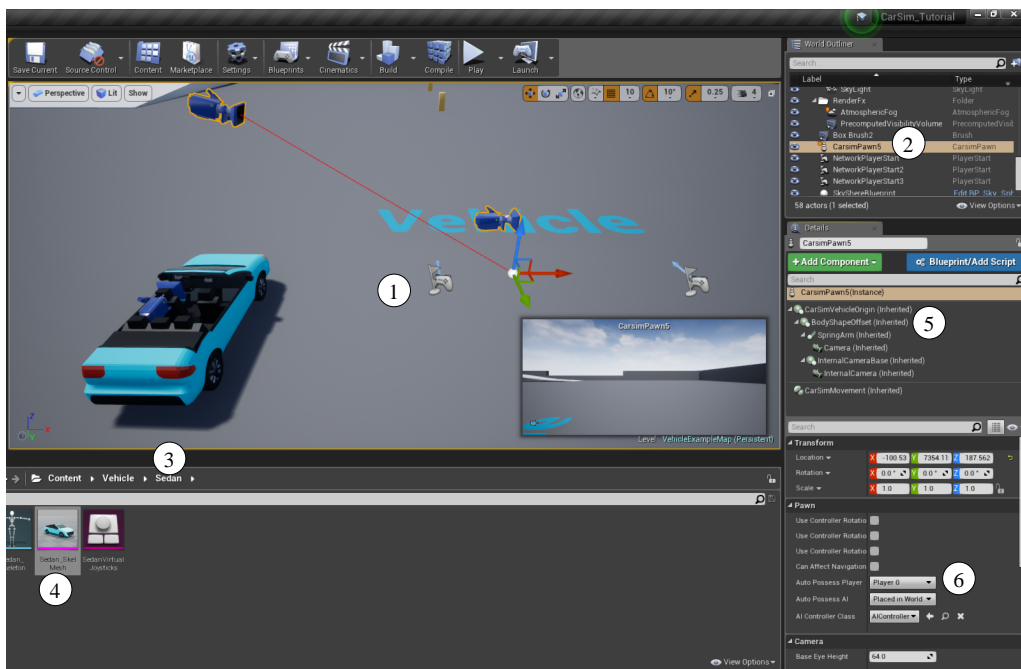 CarSim_Tutorial
Save Current Source Control Content Marketplace Settings Blueprints Cinematics Build Compile Play Launch
Perspective Lit Show
10 10° 0.25 4
Vehicle
1
CarsimPawn5
Level: VehicleExampleMap (Persistent)
Z
X
Y
3
Content Vehicle Sedan
Sedan_Skel
Mesh
SedanVirtual
Joysticks
4
View Options
World Outliner
Search...
Label Type
SkyLight SkyLight
RenderFx Folder
AtmosphericFog AtmosphericFog
PrecomputedVisibilityVolume PrecomputedVisib
Box Brush2 Brush
2
CarsimPawn5 CarsimPawn
NetworkPlayerStart PlayerStart
NetworkPlayerStart2 PlayerStart
NetworkPlayerStart3 PlayerStart
SkyShereBlueprint Edit BP_Sky_Sph
58 actors (1 selected) View Options
Details
CarsimPawn5
+Add Component Blueprint/Add Script
Search
CarsimPawn5(Instance)
CarSimVehicleOrigin (Inherited)
BodyShapeOffset (Inherited)
5
SpringArm (Inherited)
Camera (Inherited)
InternalCameraBase (Inherited)
InternalCamera (Inherited)
CarSimMovement (Inherited)
Search
Transform
Location X -100.53 Y 7354.11 Z 187.562
Rotation X 0.0° Y 0.0° Z 0.0°
Scale X 1.0 Y 1.0 Z 1.0
Pawn
Use Controller Rotatio
Use Controller Rotatio
Use Controller Rotatio
Can Affect Navigation
Auto Possess Player Player 0
6
Auto Possess AI Placed in World
AI Controller Class AIController
Camera
Base Eye Height 64.0